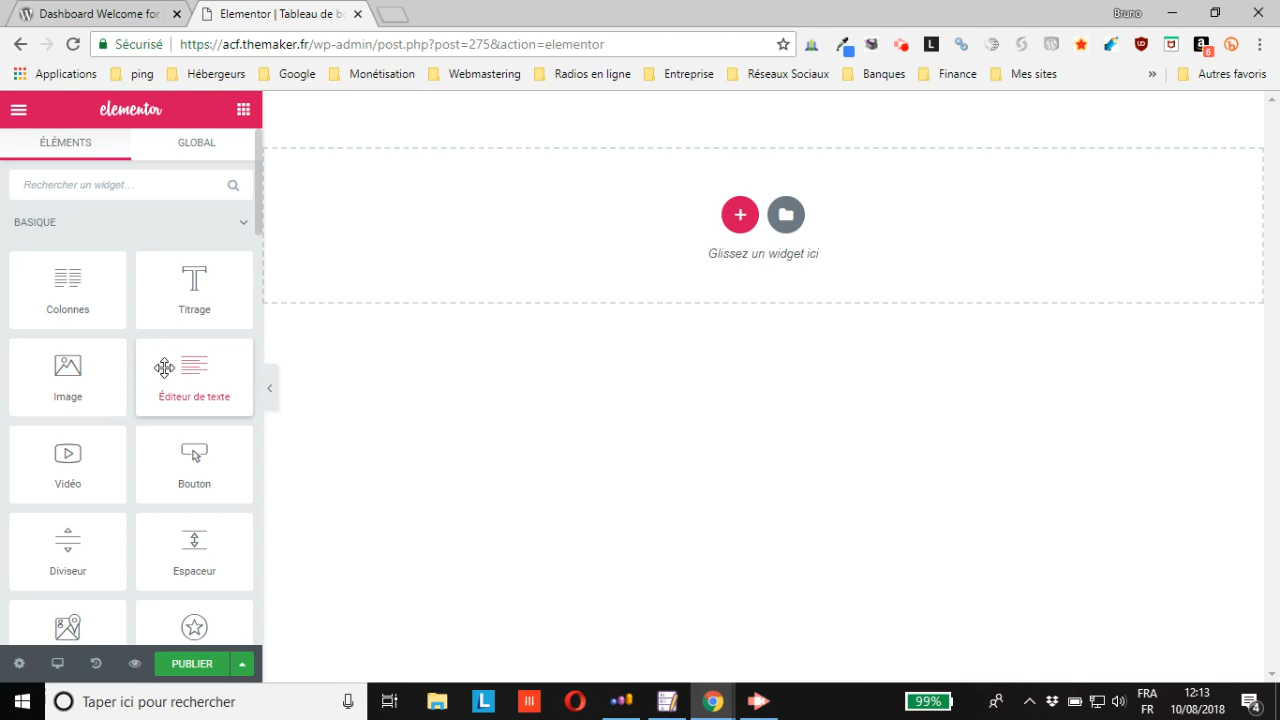 Dashboard Welcome for
Elementor | Tableau de bo
Bruno
Sécurisé
https://acf.themaker.fr/wp-admin/post.php?post=275&action=elementor
L
6
Applications
ping
Hébergeurs
Google
Monétisation
Webmastering
Radios en ligne
Entreprise
Réseaux Sociaux
Banques
Finance
Mes sites
»
Autres favoris
elementor
ÉLÉMENTS
GLOBAL
Rechercher un widget…
BASIQUE
Colonnes
Titrage
Image
Éditeur de texte
Vidéo
Bouton
Diviseur
Espaceur
PUBLIER
Glissez un widget ici
Taper ici pour rechercher
L
99%
FRA
FR
12:13
10/08/2018
4